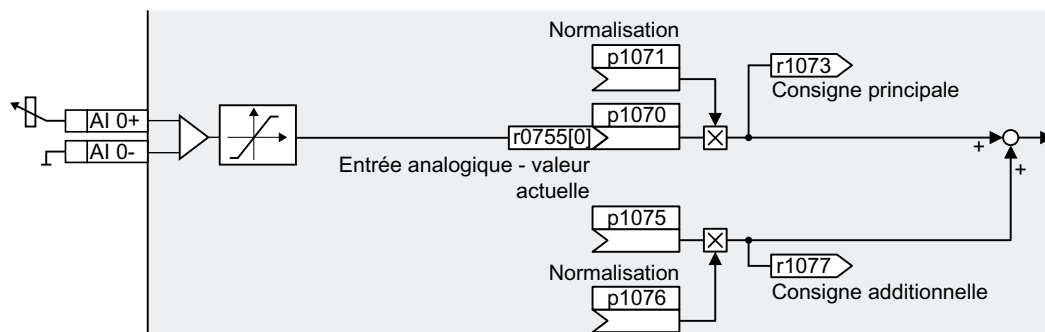 Normalisation
p1071
r1073
Consigne principale
AI 0+
p1070
r0755[0]
AI 0-
Entrée analogique - valeur
actuelle
+
+
p1075
Normalisation
r1077
p1076
Consigne additionnelle